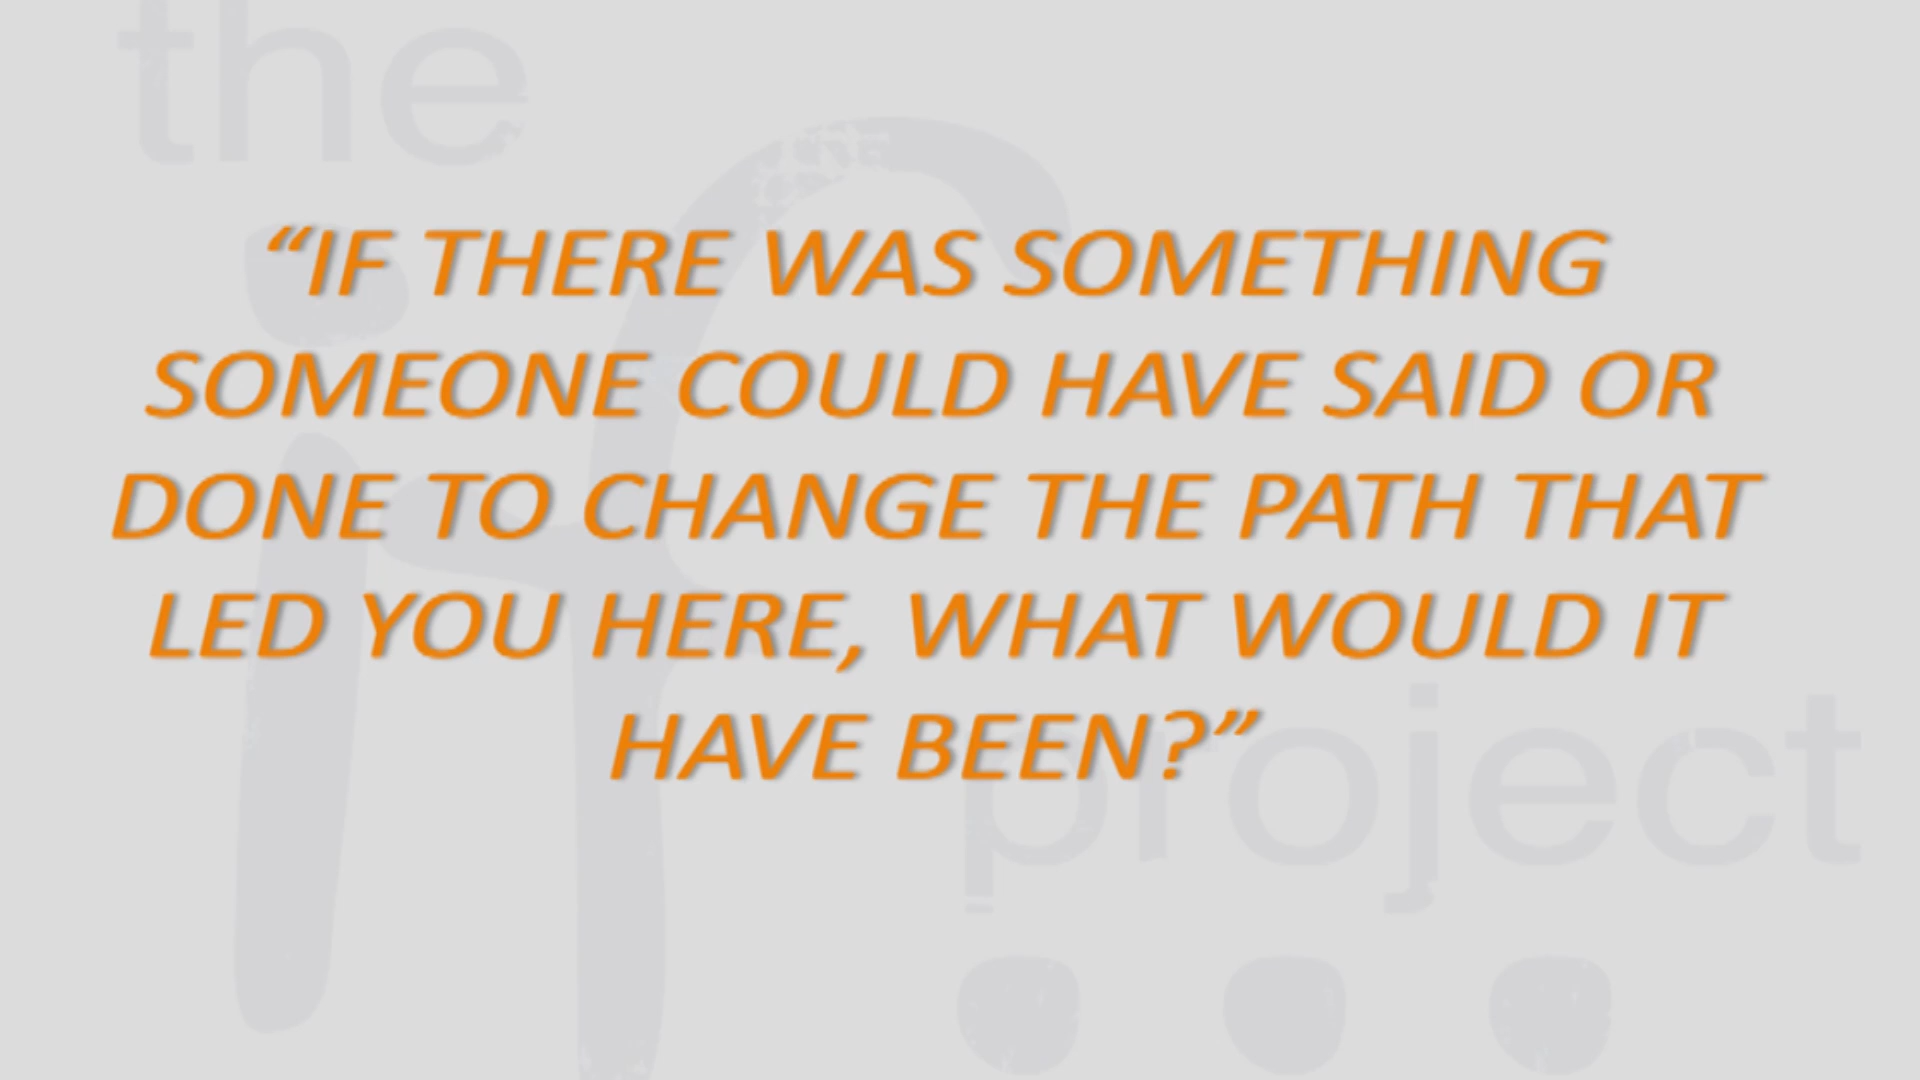 the
if
“IF THERE WAS SOMETHING
SOMEONE COULD HAVE SAID OR
DONE TO CHANGE THE PATH THAT
LED YOU HERE, WHAT WOULD IT
HAVE BEEN?”
project
...